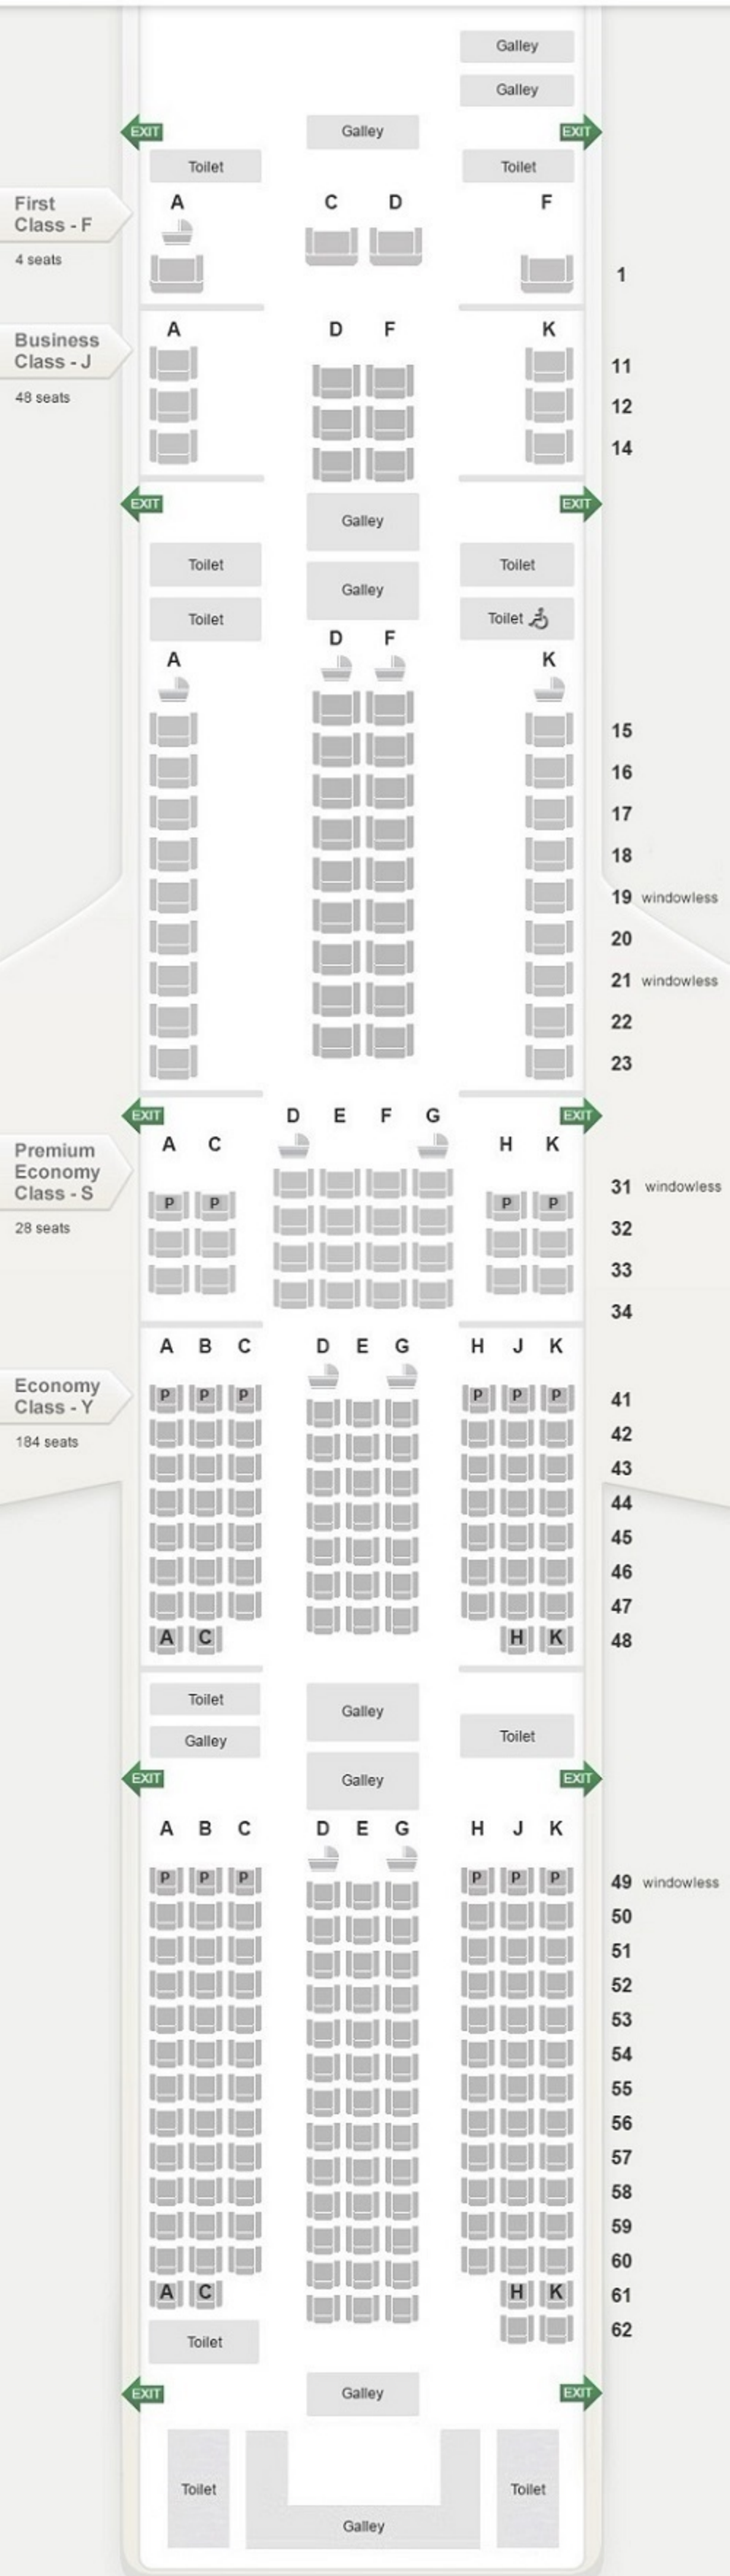 Galley
Galley
EXIT Galley EXIT
Toilet Toilet
First
Class - F
4 seats
A C D F
1
Business
Class - J
48 seats
A D F K
11
12
14
EXIT EXIT
Galley
Toilet Toilet
Galley
Toilet Toilet
D F
A K
15
16
17
18
19 windowless
20
21 windowless
22
23
EXIT EXIT
D E F G
A C H K
Premium
Economy
Class - S
28 seats
31 windowless
P P P P
32
33
34
A B C D E G H J K
Economy
Class - Y
184 seats
P P P P P P 41
42
43
44
45
46
47
A C H K 48
Toilet Galley
Galley Toilet
EXIT Galley EXIT
A B C D E G H J K
P P P P P P 49 windowless
50
51
52
53
54
55
56
57
58
59
60
A C H K 61
62
Toilet
EXIT Galley EXIT
Toilet Toilet
Galley